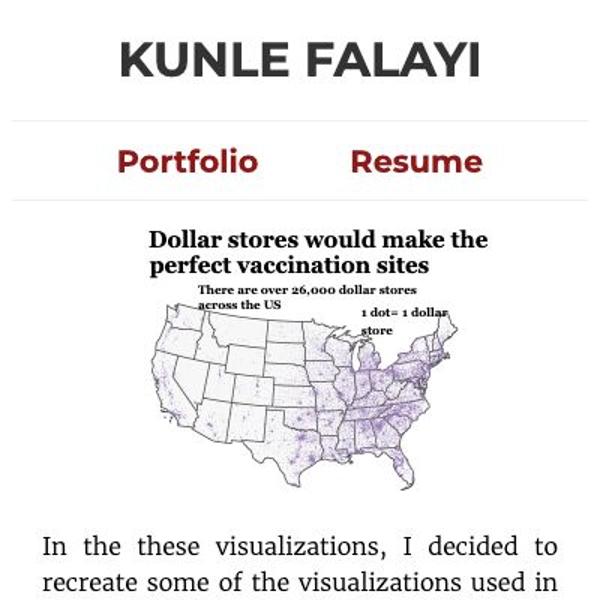 KUNLE FALAYI
Portfolio Resume
Dollar stores would make the
perfect vaccination sites
There are over 26,000 dollar stores
across the US
1 dot= 1 dollar
store
In the these visualizations, I decided to
recreate some of the visualizations used in